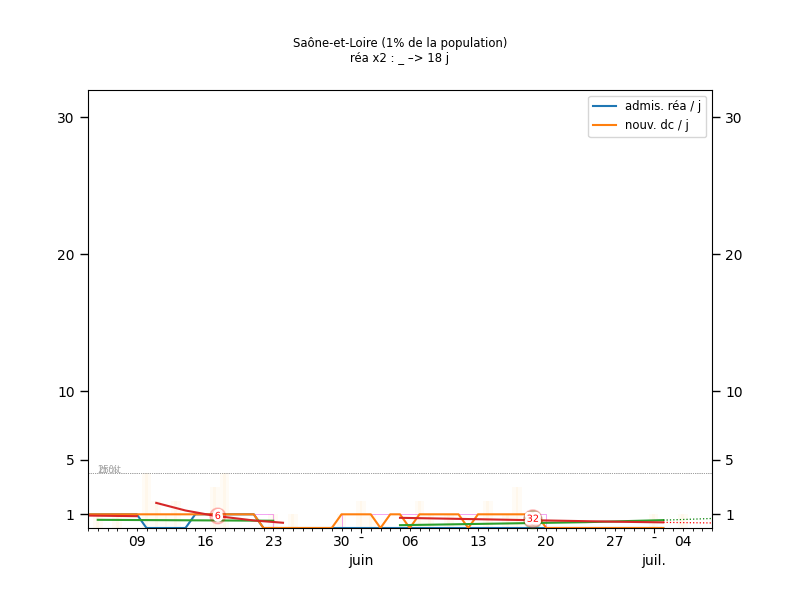 Saône-et-Loire (1% de la population)
réa x2 : _ –> 18 j
admis. réa / j
nouv. dc / j
30 30
20 20
10 10
5 5
1 1
6
32
09 16 23 30 - 06 13 20 27 - 04
juin juil.